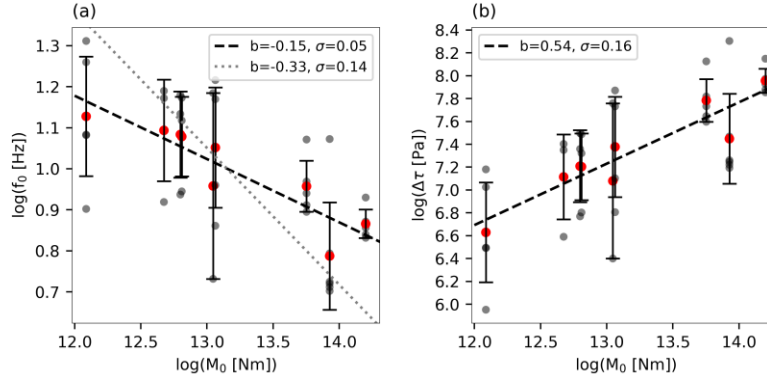 (a)
b=-0.15, σ=0.05
b=-0.33, σ=0.14
1.3
1.2
1.1
1.0
0.9
0.8
0.7
log(f₀ [Hz])
12.0 12.5 13.0 13.5 14.0
log(M₀ [Nm])
(b)
b=0.54, σ=0.16
8.4
8.2
8.0
7.8
7.6
7.4
7.2
7.0
6.8
6.6
6.4
6.2
6.0
log(Δτ [Pa])
12.0 12.5 13.0 13.5 14.0
log(M₀ [Nm])